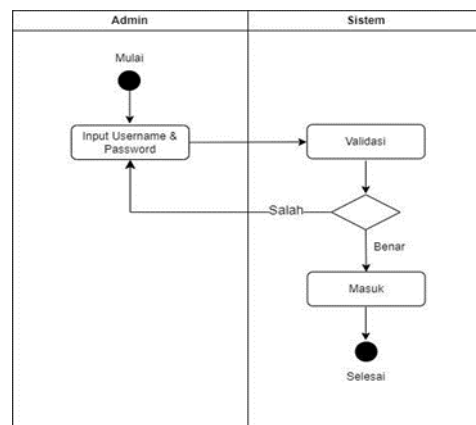 Admin
Sistem
Mulai
Input Username &
Password
Validasi
Salah
Benar
Masuk
Selesai